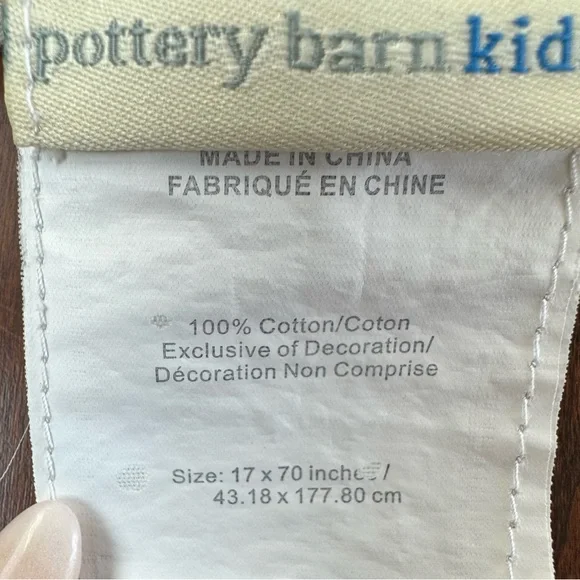 pottery barn kid
MADE IN CHINA
FABRIQUÉ EN CHINE
100% Cotton/Coton
Exclusive of Decoration/
Décoration Non Comprise
Size: 17 x 70 inches/
43.18 x 177.80 cm